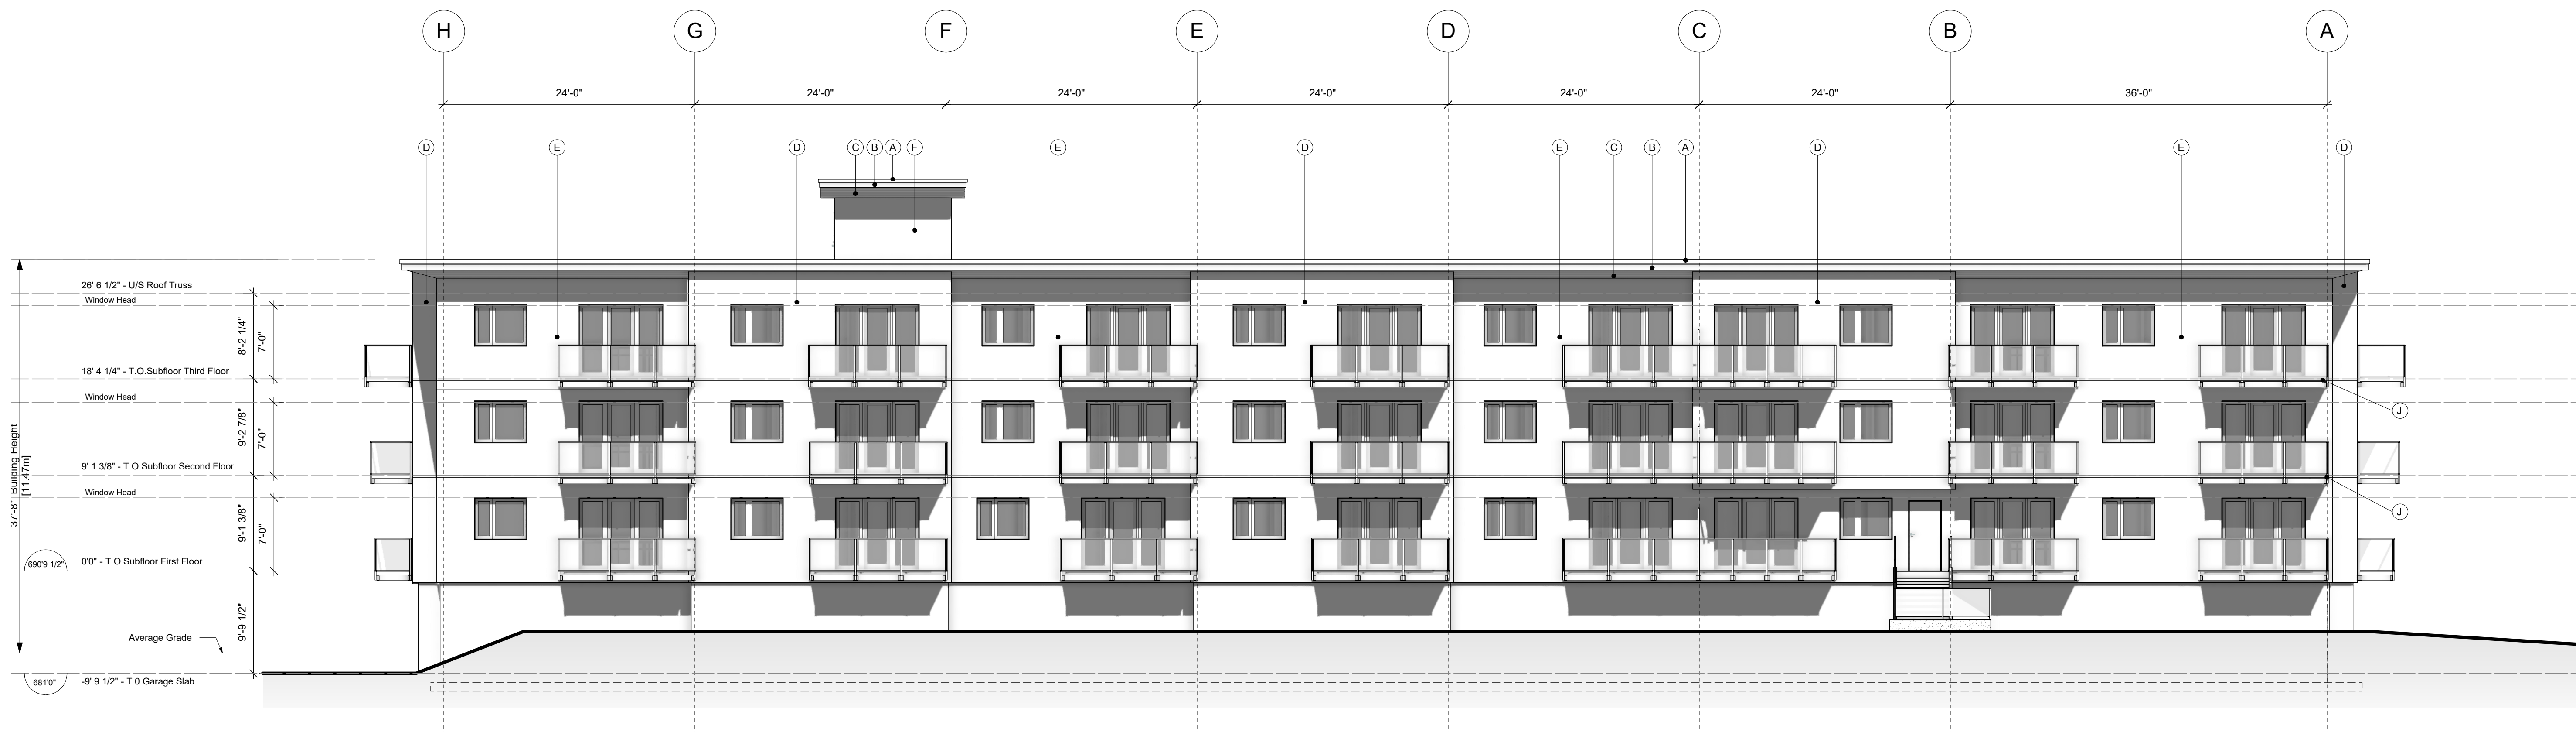 H G F E D C B A
24'-0" 24'-0" 24'-0" 24'-0" 24'-0" 24'-0" 36'-0"
D E D C B A F E D E C B A D E D
26' 6 1/2" - U/S Roof Truss
Window Head
8'-2 1/4"
7'-0"
18' 4 1/4" - T.O.Subfloor Third Floor
Window Head
J
9'-2 7/8"
7'-0"
37'-8" Building Height
[11.47m]
9' 1 3/8" - T.O.Subfloor Second Floor
Window Head
J
9'-1 3/8"
7'-0"
690'9 1/2"
0'0" - T.O.Subfloor First Floor
9'-9 1/2"
Average Grade
681'0"
-9' 9 1/2" - T.0.Garage Slab